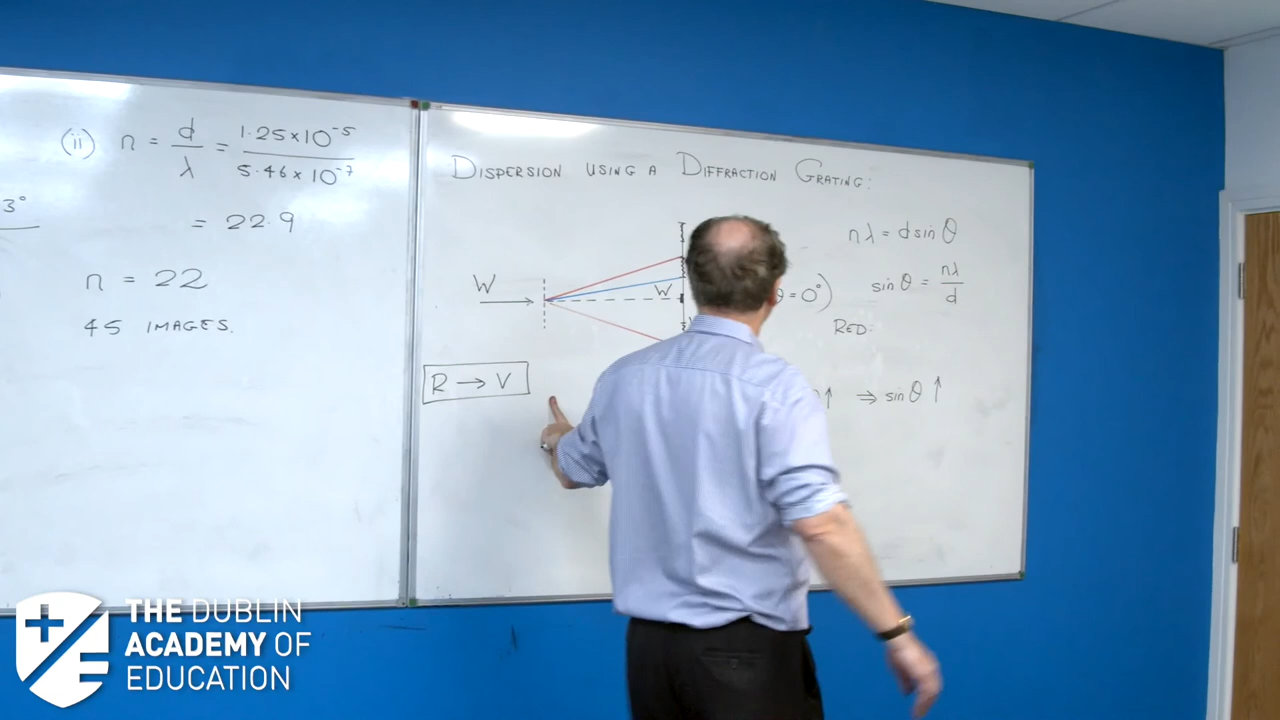 (ii) n = d/λ = 1.25×10⁻⁵/5.46×10⁻⁷
3°
= 22.9
n = 22
45 IMAGES.
DISPERSION USING A DIFFRACTION GRATING:
nλ = d sin θ
W
W
θ = 0°)
sin θ = nλ/d
RED:
R → V
↑ ⇒ sin θ ↑
THE DUBLIN
ACADEMY OF
EDUCATION